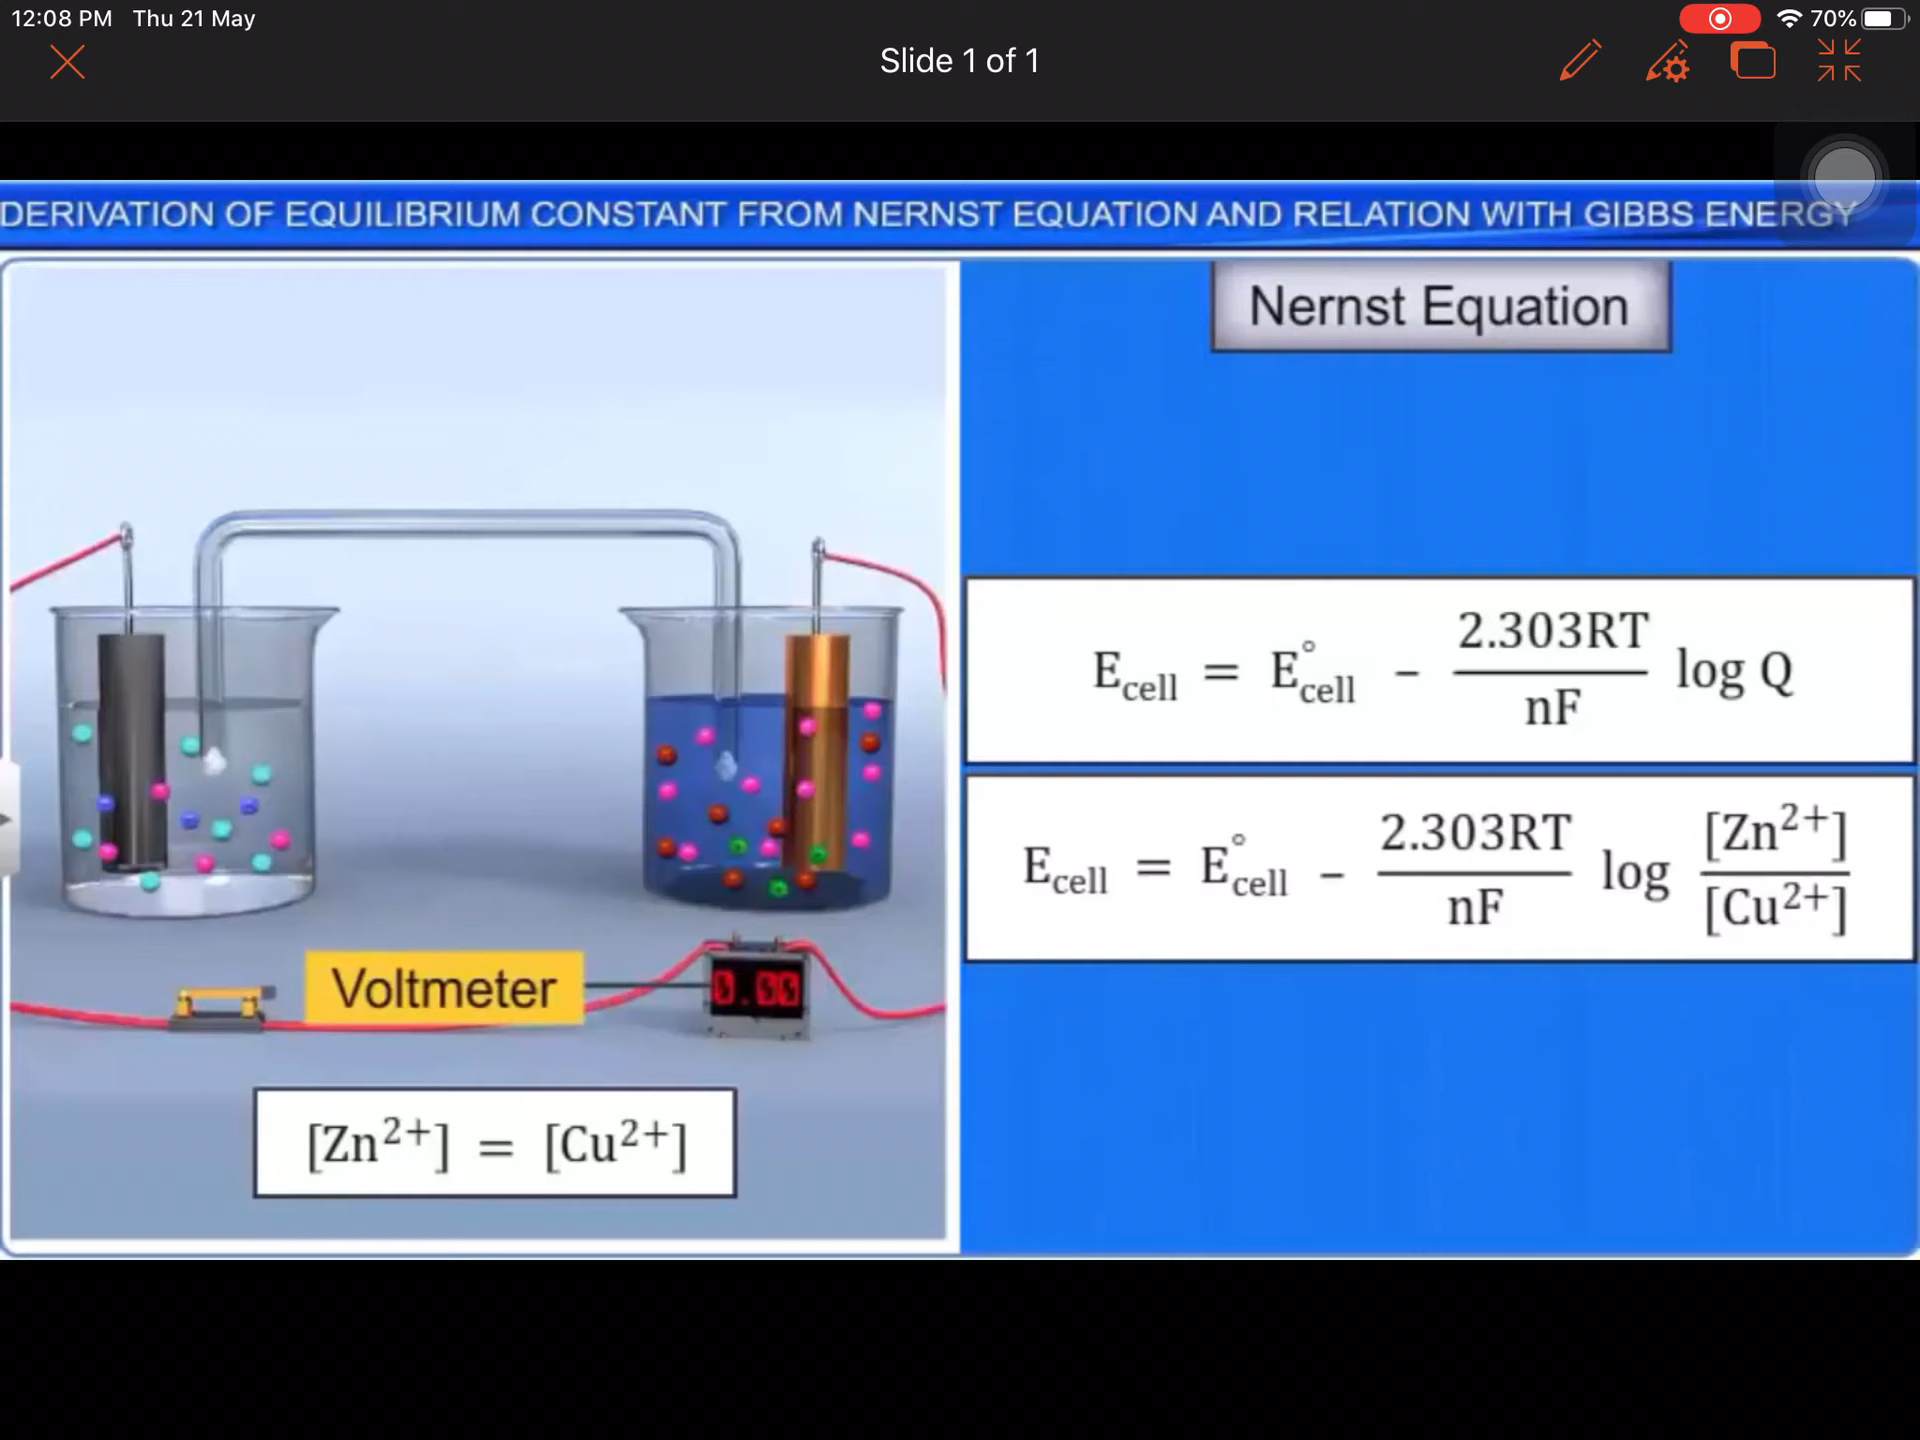 12:08 PM Thu 21 May
70%
Slide 1 of 1
DERIVATION OF EQUILIBRIUM CONSTANT FROM NERNST EQUATION AND RELATION WITH GIBBS ENERGY
Nernst Equation
E_cell = E°_cell - 2.303RT/nF log Q
E_cell = E°_cell - 2.303RT/nF log [Zn²⁺]/[Cu²⁺]
Voltmeter
[Zn²⁺] = [Cu²⁺]